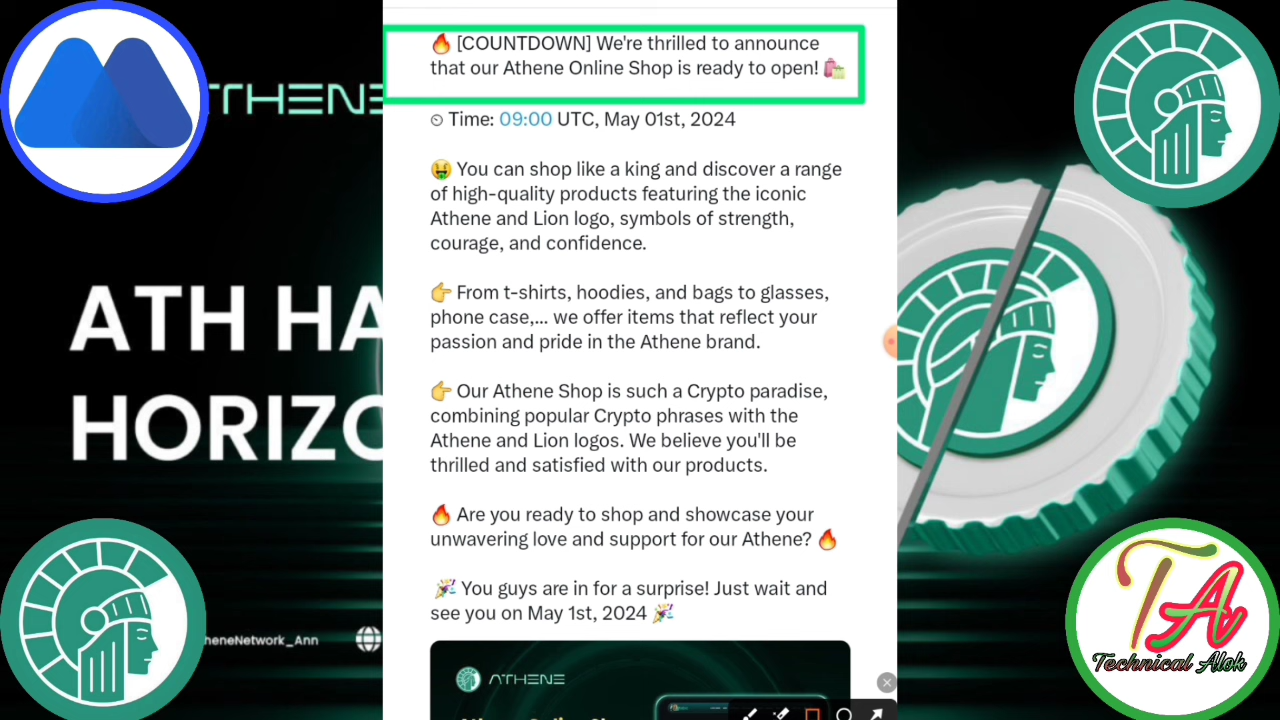 🔥 [COUNTDOWN] We're thrilled to announce
that our Athene Online Shop is ready to open! 🛍️
⏲ Time: 09:00 UTC, May 01st, 2024
🤑 You can shop like a king and discover a range
of high-quality products featuring the iconic
Athene and Lion logo, symbols of strength,
courage, and confidence.
👉 From t-shirts, hoodies, and bags to glasses,
phone case,... we offer items that reflect your
passion and pride in the Athene brand.
👉 Our Athene Shop is such a Crypto paradise,
combining popular Crypto phrases with the
Athene and Lion logos. We believe you'll be
thrilled and satisfied with our products.
🔥 Are you ready to shop and showcase your
unwavering love and support for our Athene? 🔥
🎉 You guys are in for a surprise! Just wait and
see you on May 1st, 2024 🎉
ATHENE
THENE
ATH HA
HORIZO
heneNetwork_Ann
TA
Technical Alok